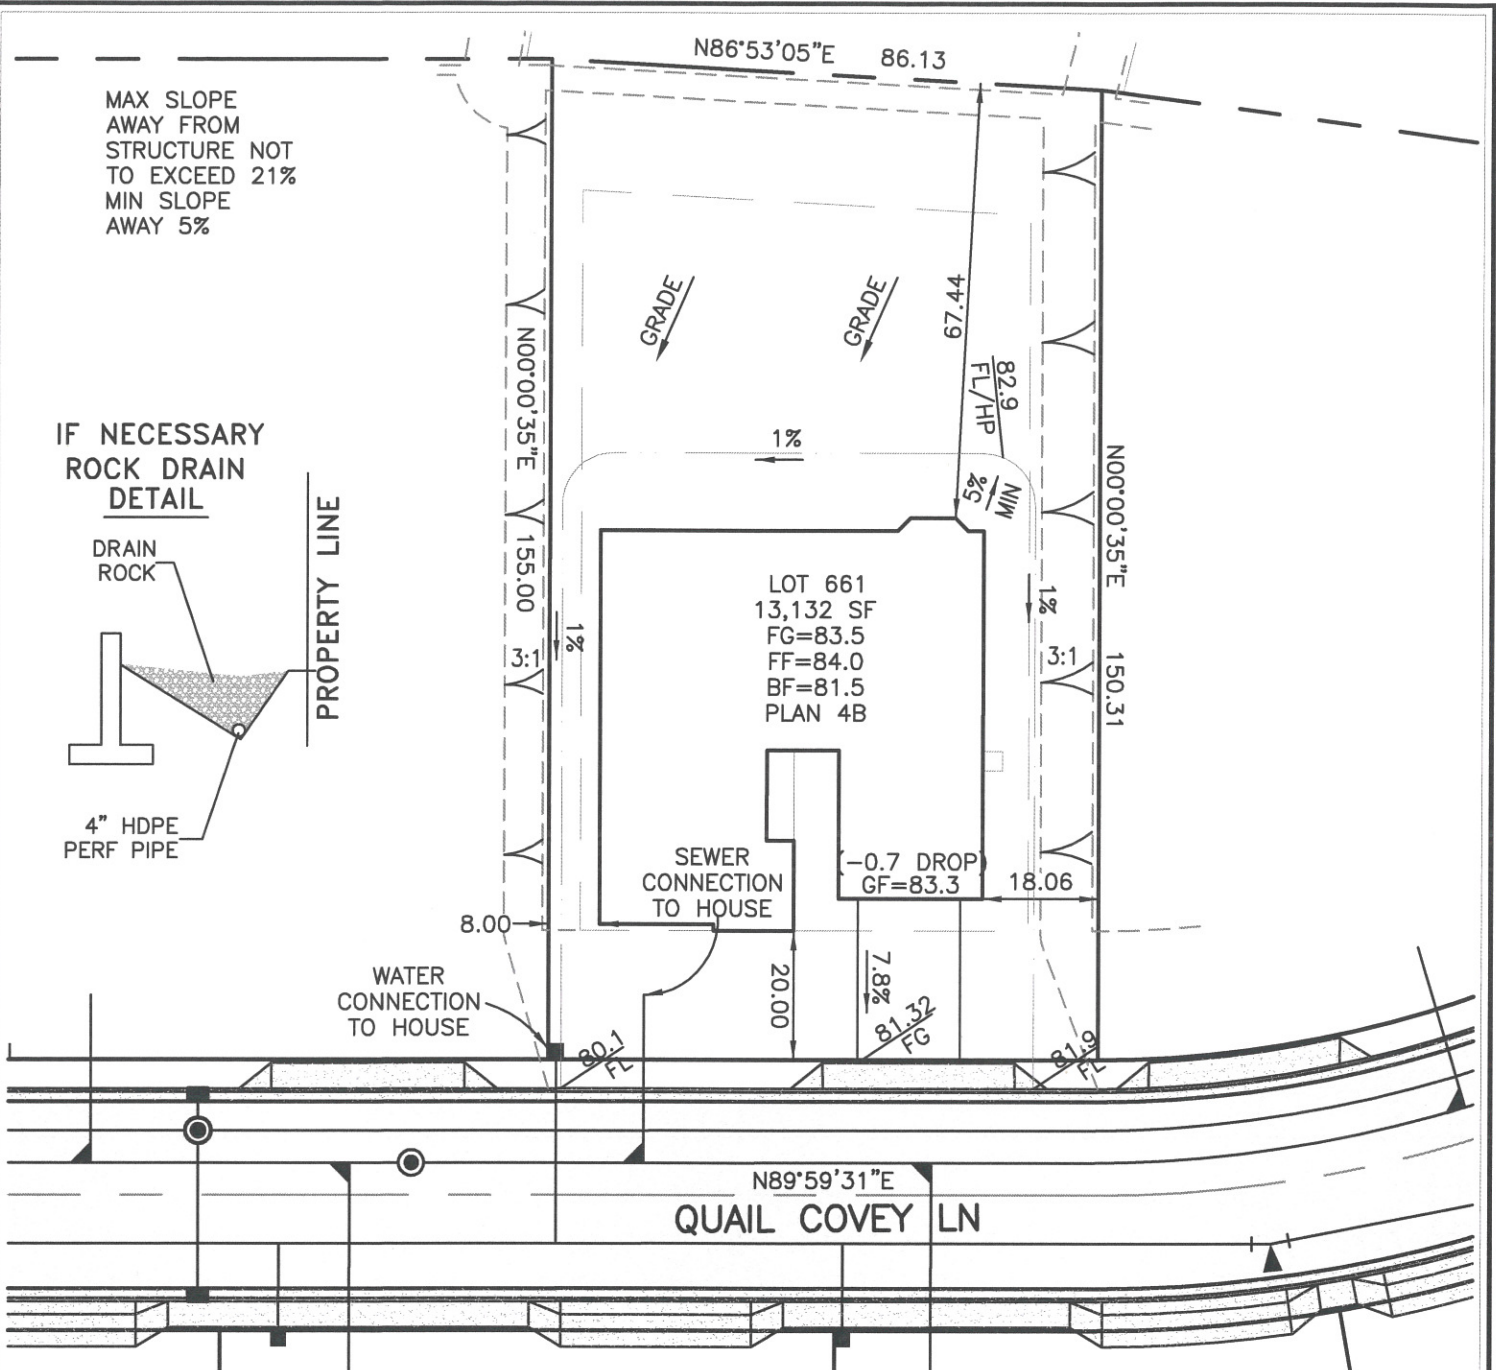 N86°53'05"E 86.13
MAX SLOPE
AWAY FROM
STRUCTURE NOT
TO EXCEED 21%
MIN SLOPE
AWAY 5%
GRADE
GRADE
67.44
82.9
FL/HP
N00°00'35"E 155.00
N00°00'35"E 150.31
1%
5%
MIN
IF NECESSARY
ROCK DRAIN
DETAIL
PROPERTY LINE
DRAIN
ROCK
4" HDPE
PERF PIPE
LOT 661
13,132 SF
FG=83.5
FF=84.0
BF=81.5
PLAN 4B
1%
1%
3:1
3:1
(-0.7 DROP)
GF=83.3
18.06
SEWER
CONNECTION
TO HOUSE
8.00
WATER
CONNECTION
TO HOUSE
20.00
7.8%
81.32
FG
80.1
FL
81.9
FL
N89°59'31"E
QUAIL COVEY LN